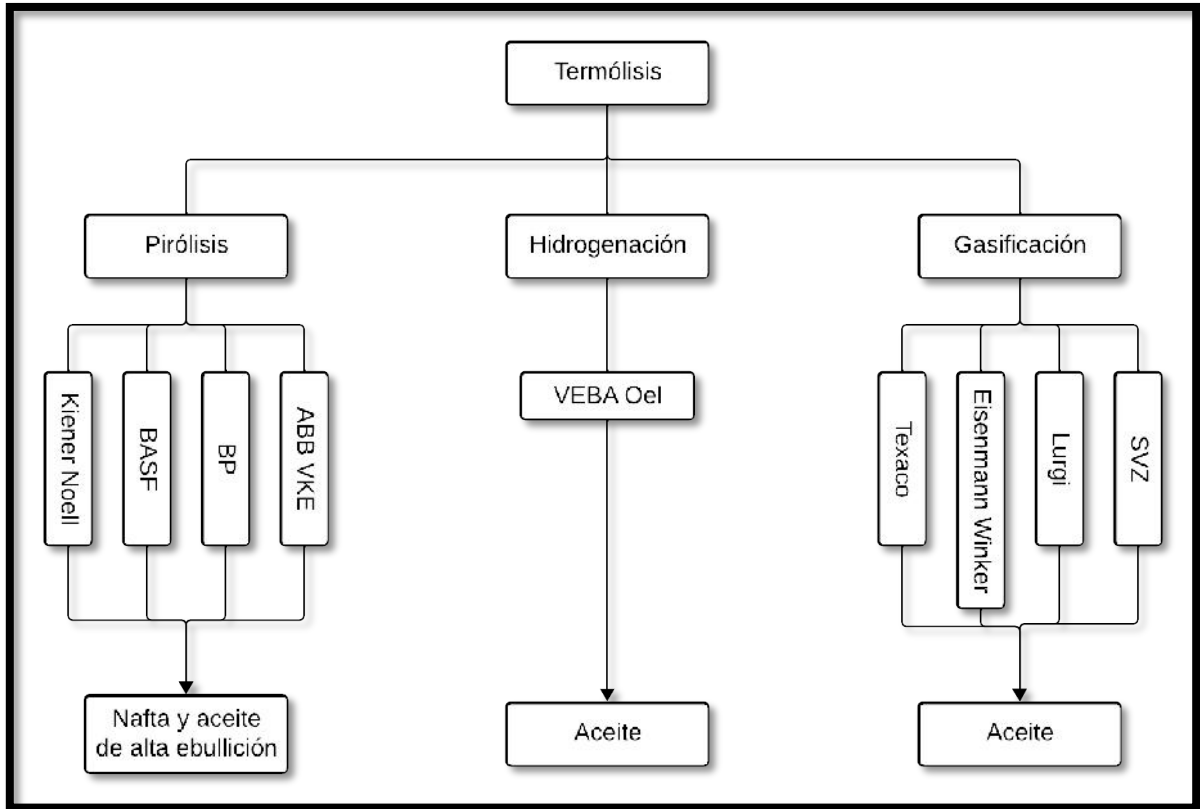 Termólisis
Pirólisis
Hidrogenación
Gasificación
Kiener Noell
BASF
BP
ABB VKE
VEBA Oel
Texaco
Eisenmann Winker
Lurgi
SVZ
Nafta y aceite
de alta ebullición
Aceite
Aceite